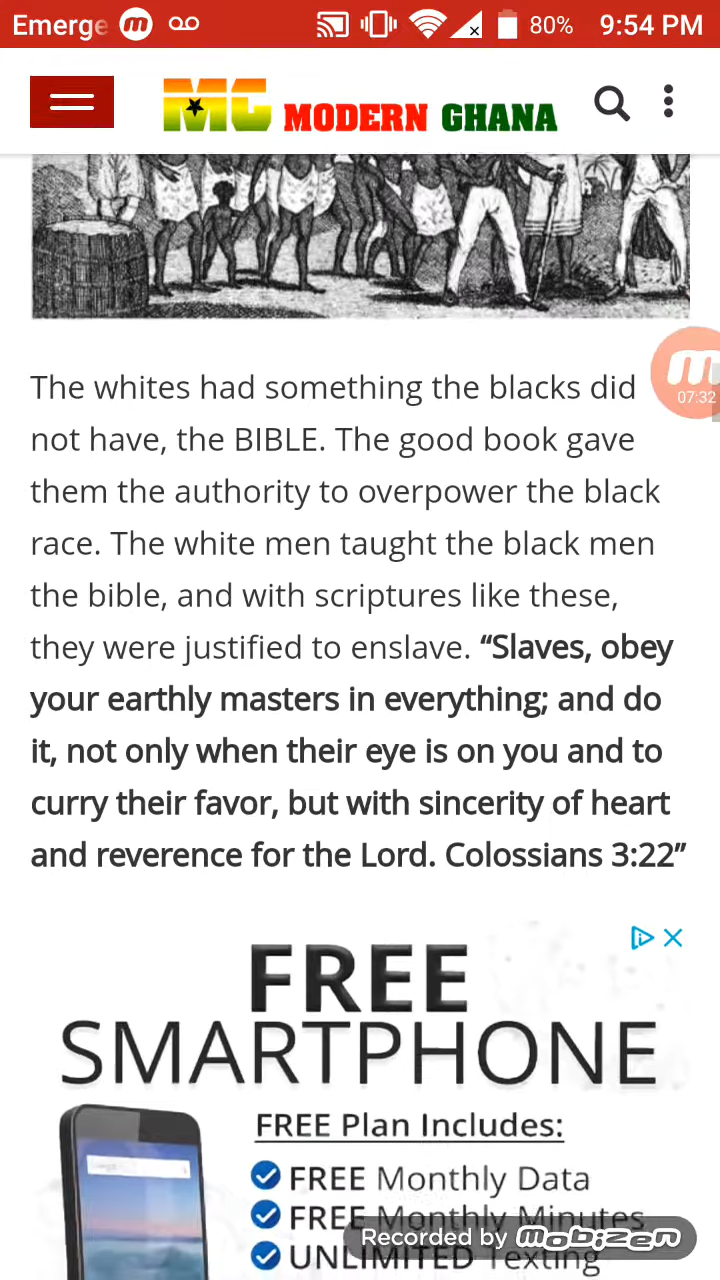 Emerge
80% 9:54 PM
MG MODERN GHANA
The whites had something the blacks did
07:32
not have, the BIBLE. The good book gave
them the authority to overpower the black
race. The white men taught the black men
the bible, and with scriptures like these,
they were justified to enslave. “Slaves, obey
your earthly masters in everything; and do
it, not only when their eye is on you and to
curry their favor, but with sincerity of heart
and reverence for the Lord. Colossians 3:22”
FREE
SMARTPHONE
FREE Plan Includes:
FREE Monthly Data
FREE Monthly Minutes
Recorded by mobizen
UNLIMITED Texting